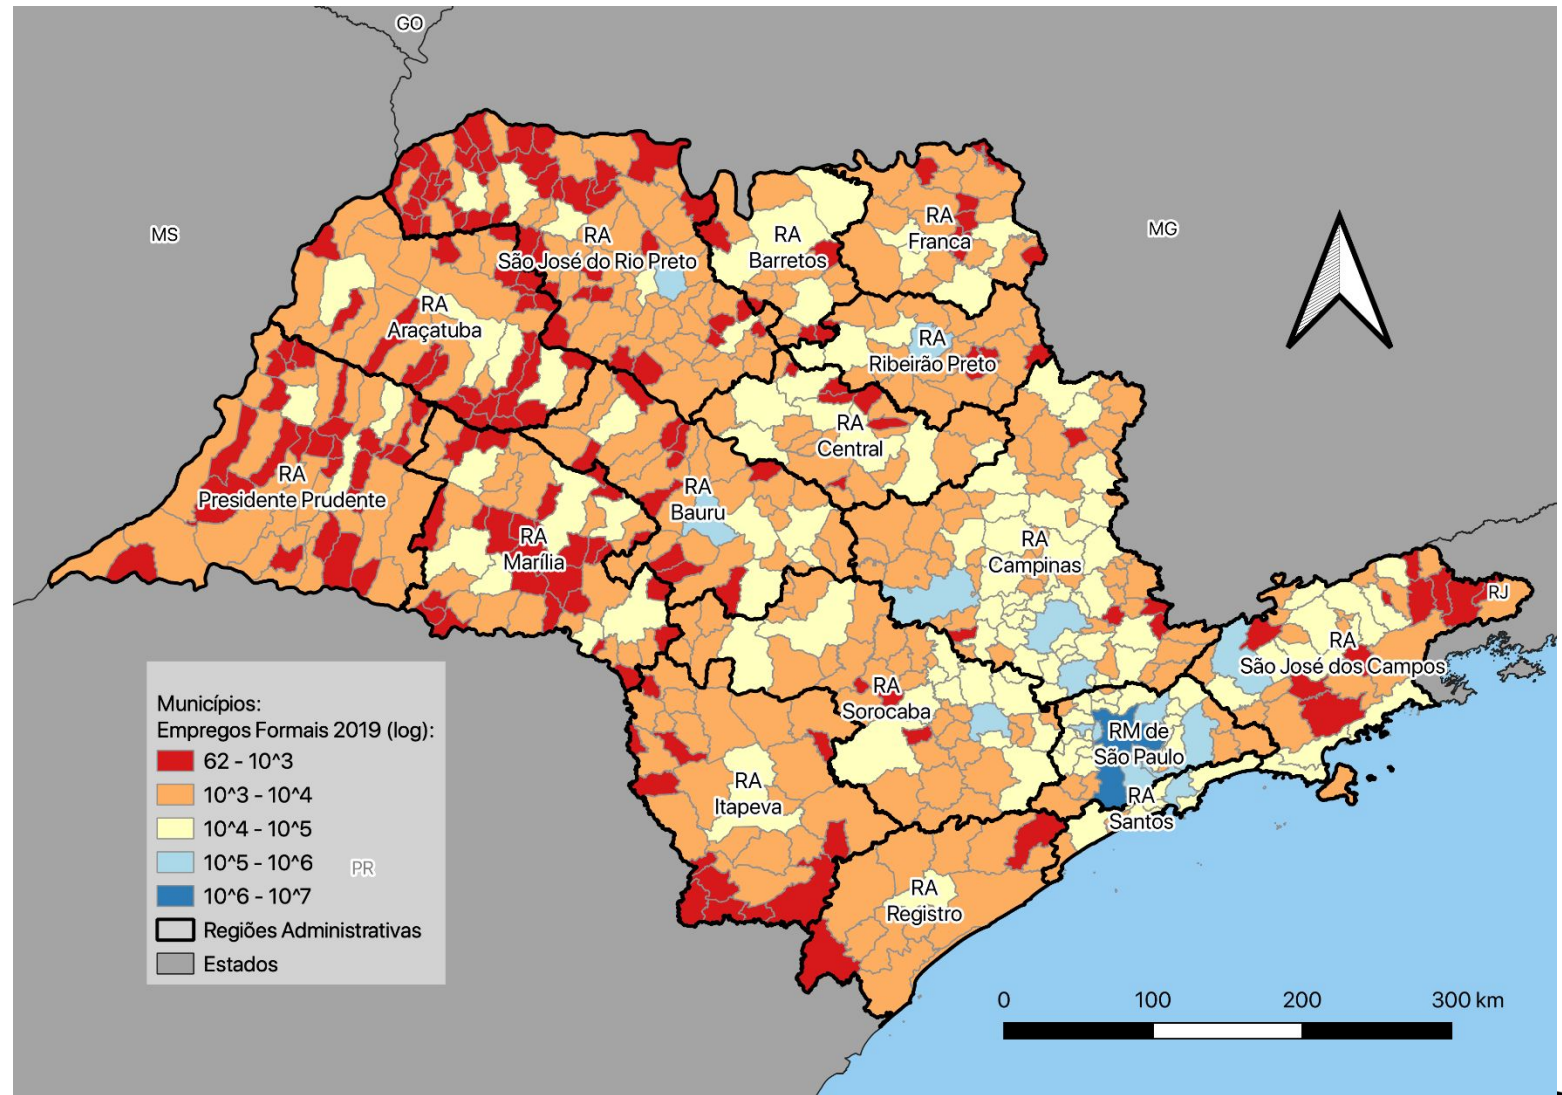 GO
MS
MG
RA
Franca
RA
São José do Rio Preto
RA
Barretos
RA
Araçatuba
RA
Ribeirão Preto
RA
Central
RA
Presidente Prudente
RA
Bauru
RA
Marília
RA
Campinas
RJ
RA
São José dos Campos
RA
Sorocaba
RM de
São Paulo
RA
Itapeva
RA
Santos
RA
Registro
PR
Municípios:
Empregos Formais 2019 (log):
62 - 10^3
10^3 - 10^4
10^4 - 10^5
10^5 - 10^6
10^6 - 10^7
Regiões Administrativas
Estados
0 100 200 300 km